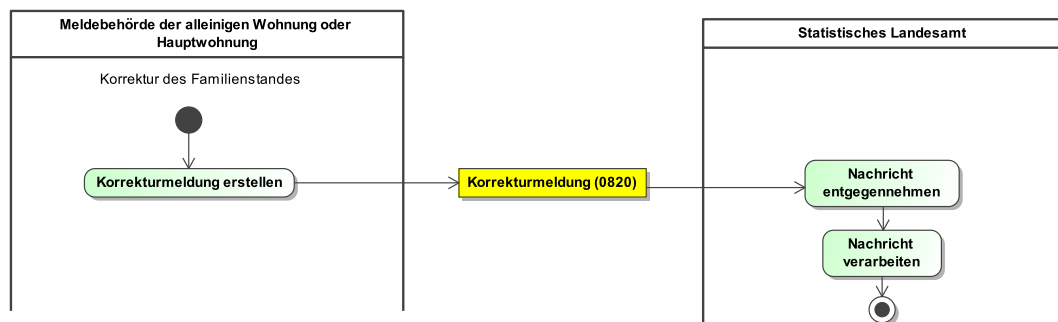 Meldebehörde der alleinigen Wohnung oder
Hauptwohnung
Statistisches Landesamt
Korrektur des Familienstandes
Korrekturmeldung erstellen
Korrekturmeldung (0820)
Nachricht
entgegennehmen
Nachricht
verarbeiten